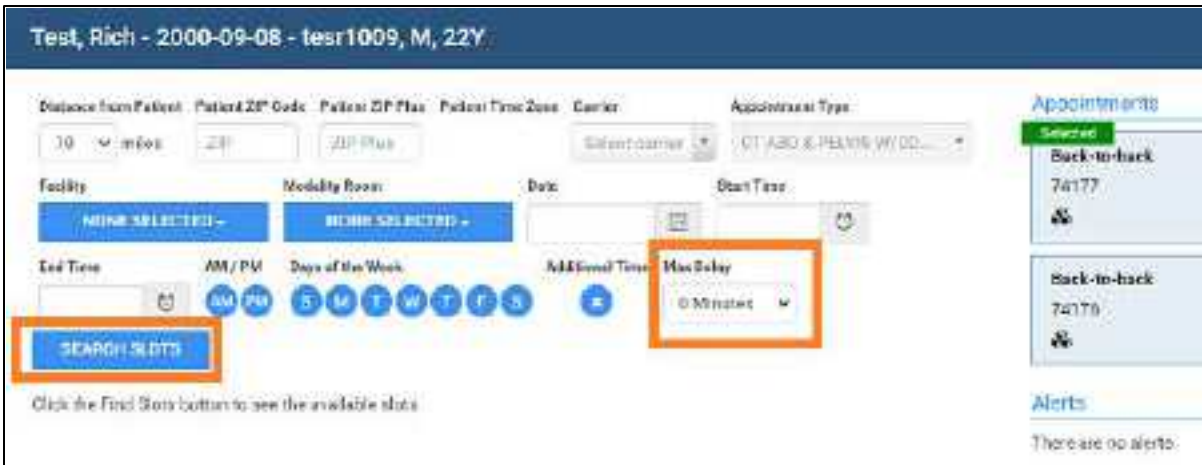 Test, Rich - 2000-09-08 - tesr1009, M, 22Y
Distance from Patient Patient ZIP Code Patient ZIP Plus Patient Time Zone Carrier Appointment Type
10 miles ZIP ZIP Plus Select carrier CT ABD & PELVIS W/ CO...
Facility Modality Room Date Start Time
NONE SELECTED NONE SELECTED
End Time AM / PM Days of the Week Additional Time Max Delay
AM PM S M T W T F S 0 Minutes
SEARCH SLOTS
Click the Find Slots button to see the available slots
Appointments
Selected
Back-to-back
74177
Back-to-back
74176
Alerts
There are no alerts